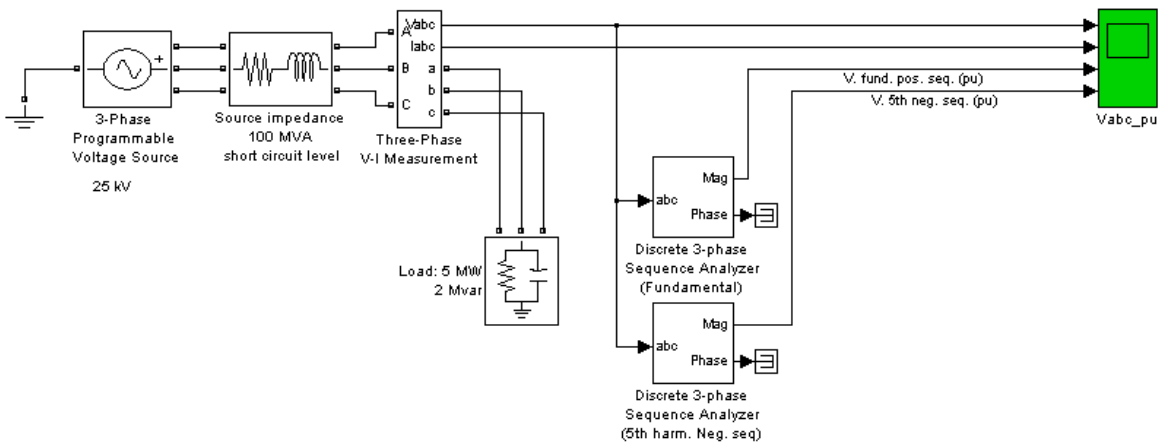 Vabc
A
Iabc
B
a
b
C
c
+
3-Phase
Programmable
Voltage Source
25 kV
Source impedance
100 MVA
short circuit level
Three-Phase
V-I Measurement
V. fund. pos. seq. (pu)
V. 5th neg. seq. (pu)
Vabc_pu
Load: 5 MW
2 Mvar
abc
Mag
Phase
Discrete 3-phase
Sequence Analyzer
(Fundamental)
abc
Mag
Phase
Discrete 3-phase
Sequence Analyzer
(5th harm. Neg. seq)